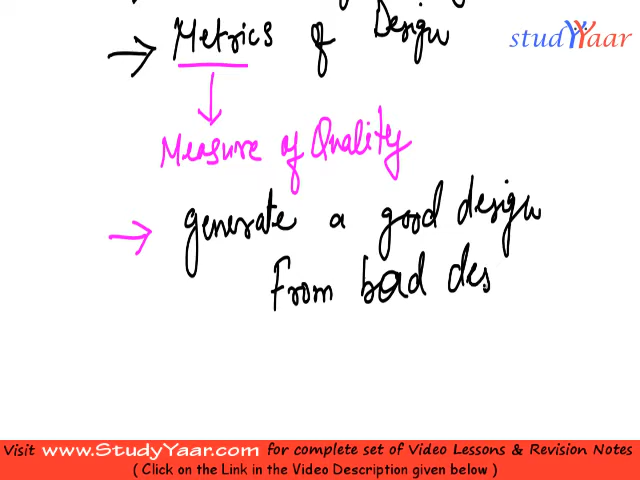 → Metrics of Design
studYYaar
Measure of Quality
→ generate a good design
From bad des
Visit www.StudyYaar.com for complete set of Video Lessons & Revision Notes
( Click on the Link in the Video Description given below )